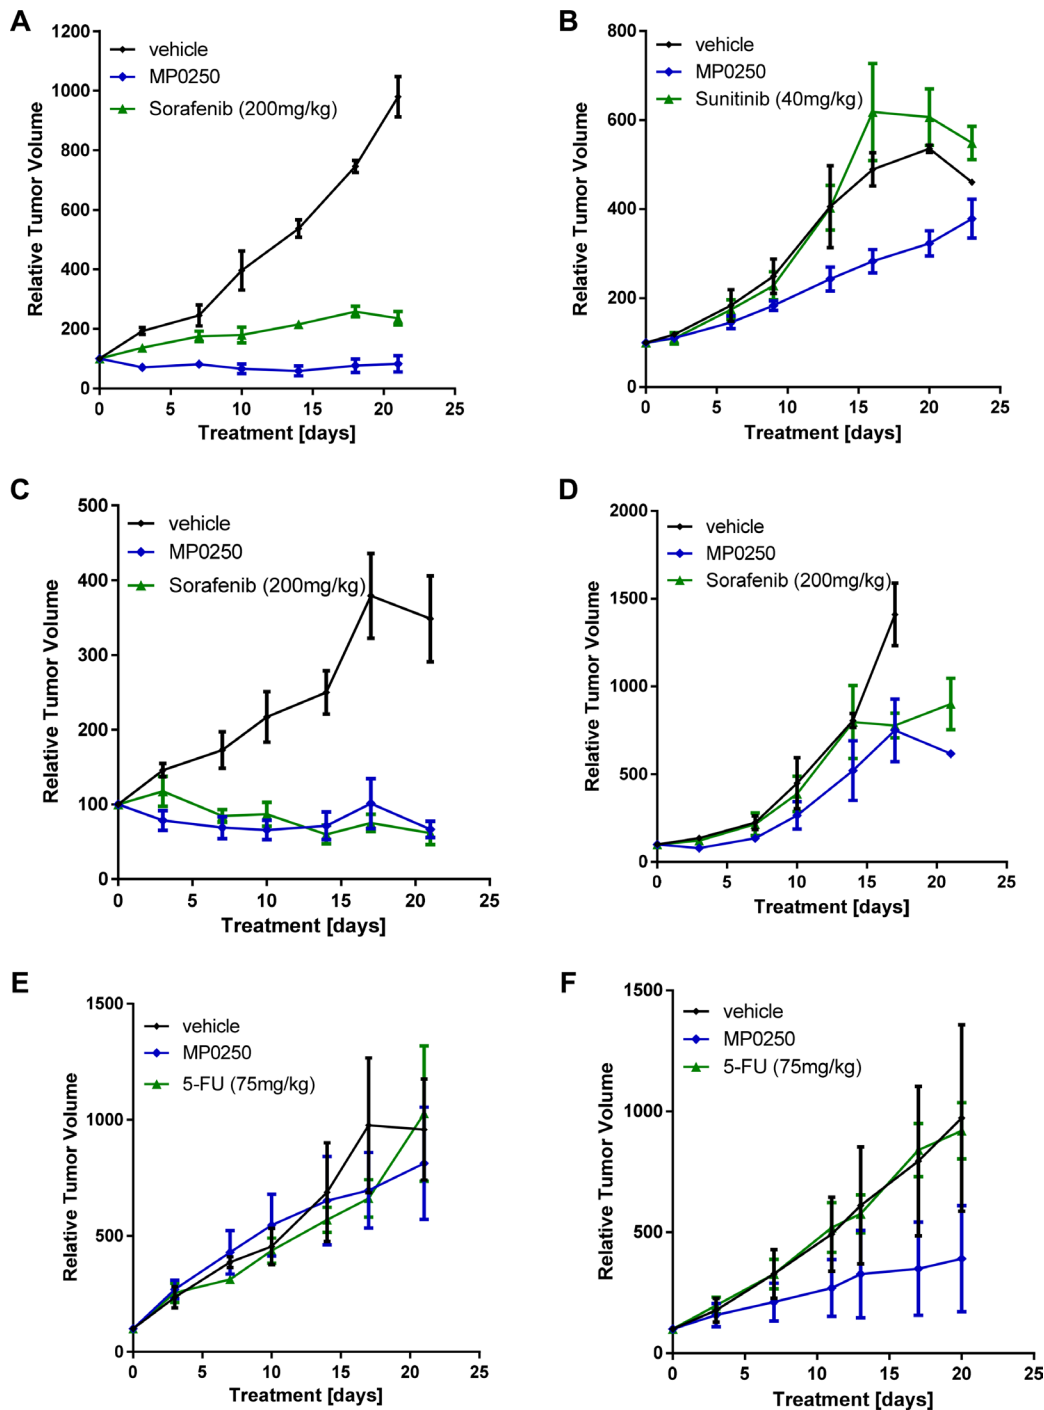 A
1200
1000
800
600
400
200
0
Relative Tumor Volume
vehicle
MP0250
Sorafenib (200mg/kg)
0 5 10 15 20 25
Treatment [days]
B
800
600
400
200
0
Relative Tumor Volume
vehicle
MP0250
Sunitinib (40mg/kg)
0 5 10 15 20 25
Treatment [days]
C
500
400
300
200
100
0
Relative Tumor Volume
vehicle
MP0250
Sorafenib (200mg/kg)
0 5 10 15 20 25
Treatment [days]
D
2000
1500
1000
500
0
Relative Tumor Volume
vehicle
MP0250
Sorafenib (200mg/kg)
0 5 10 15 20 25
Treatment [days]
E
1500
1000
500
0
Relative Tumor Volume
vehicle
MP0250
5-FU (75mg/kg)
0 5 10 15 20 25
Treatment [days]
F
1500
1000
500
0
Relative Tumor Volume
vehicle
MP0250
5-FU (75mg/kg)
0 5 10 15 20 25
Treatment [days]